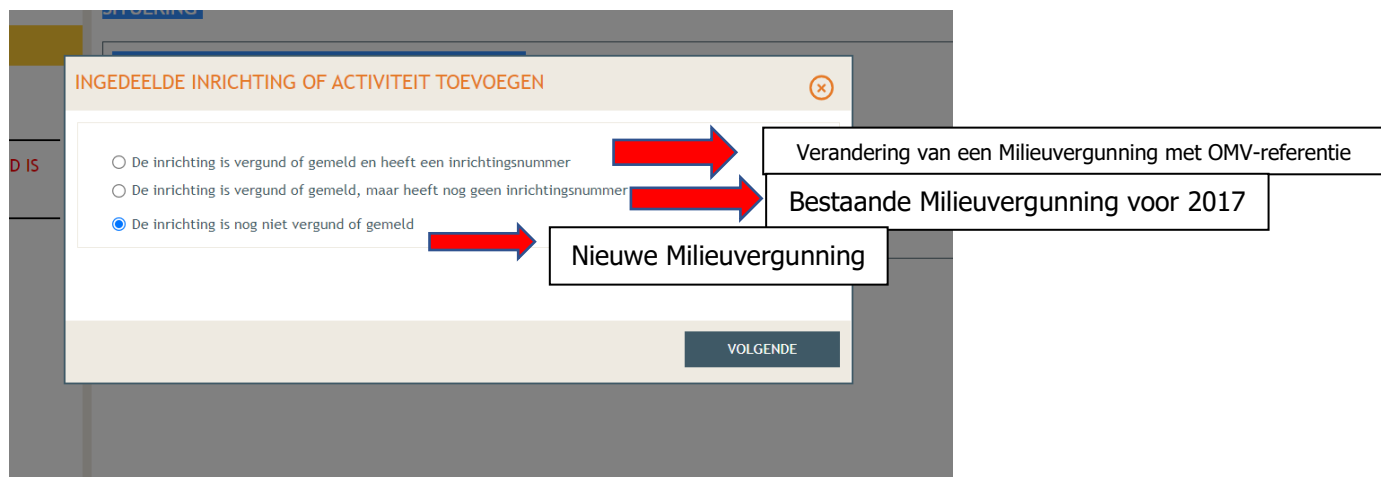 SITUERING
INGEDEELDE INRICHTING OF ACTIVITEIT TOEVOEGEN
De inrichting is vergund of gemeld en heeft een inrichtingsnummer
Verandering van een Milieuvergunning met OMV-referentie
D IS
De inrichting is vergund of gemeld, maar heeft nog geen inrichtingsnummer
Bestaande Milieuvergunning voor 2017
De inrichting is nog niet vergund of gemeld
Nieuwe Milieuvergunning
VOLGENDE